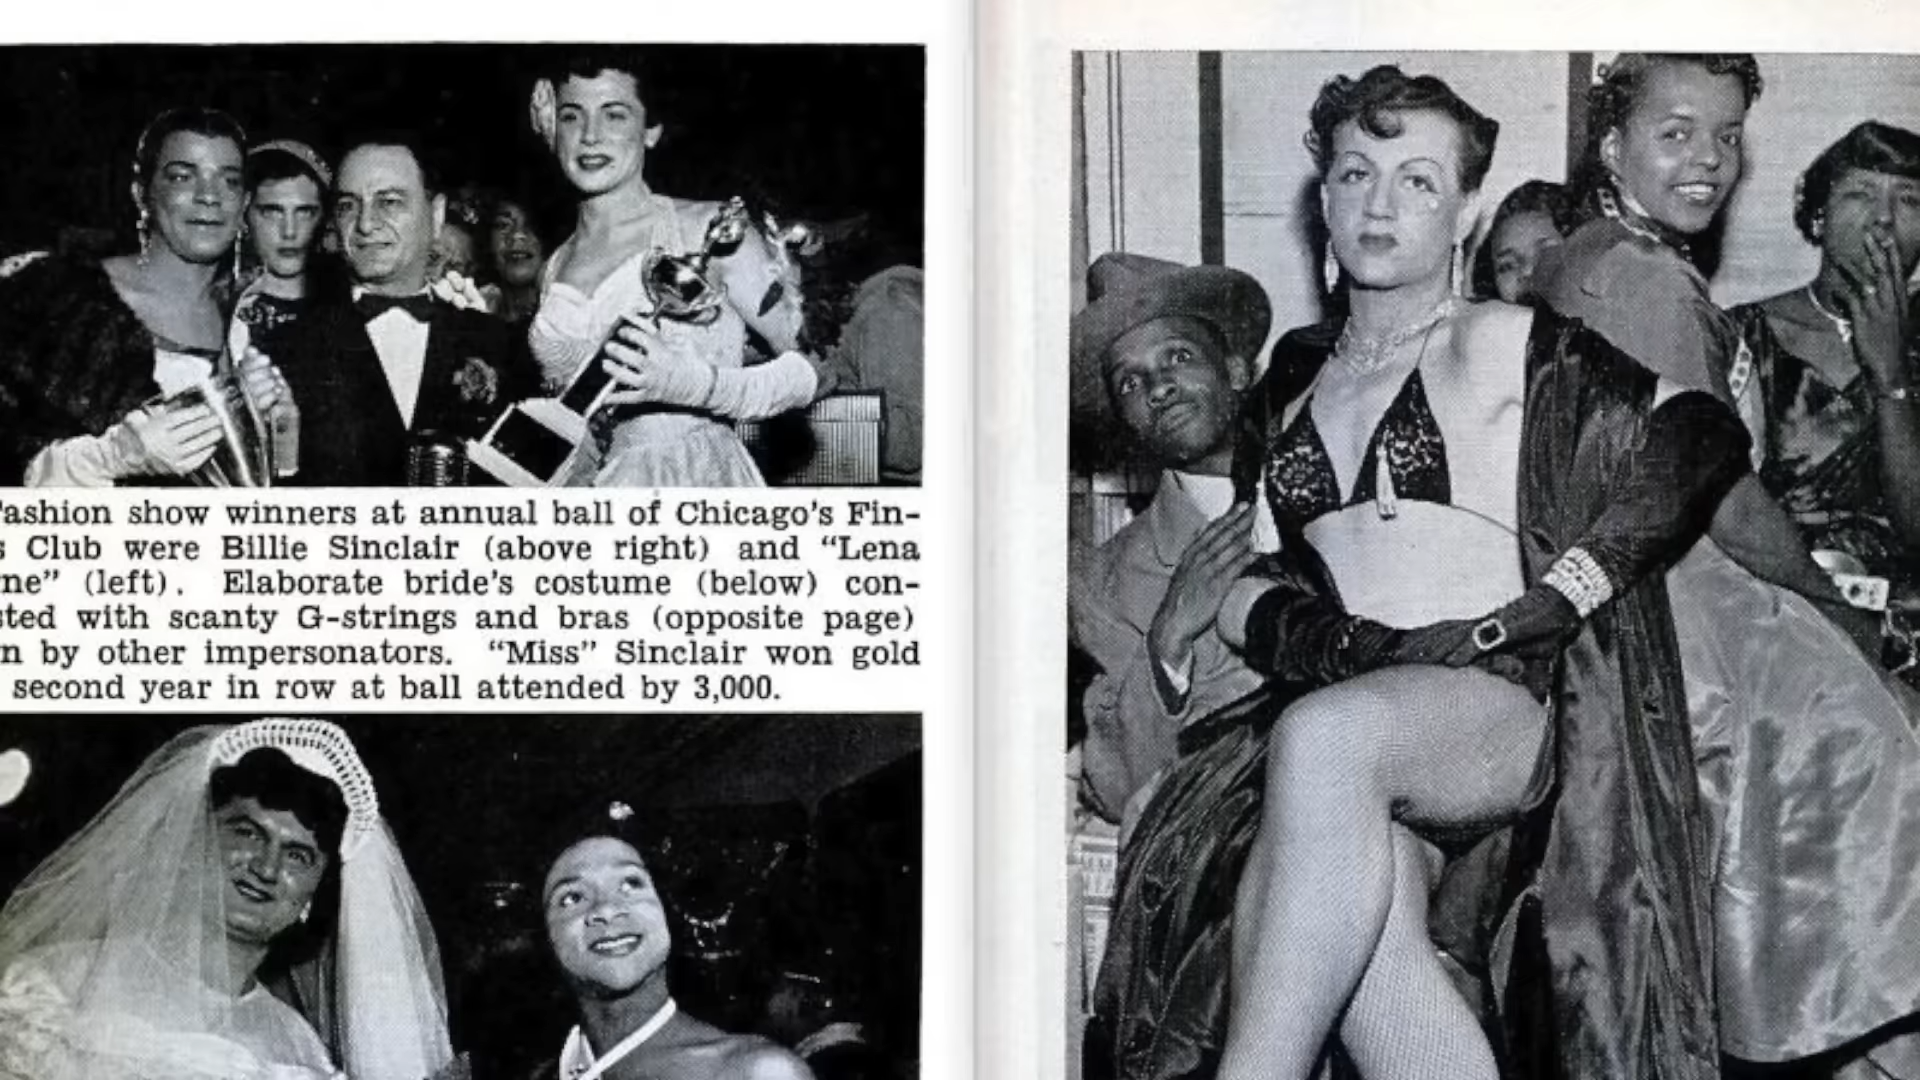 Fashion show winners at annual ball of Chicago's Fin-
s Club were Billie Sinclair (above right) and “Lena
ne” (left). Elaborate bride's costume (below) con-
sted with scanty G-strings and bras (opposite page)
n by other impersonators. “Miss” Sinclair won gold
second year in row at ball attended by 3,000.